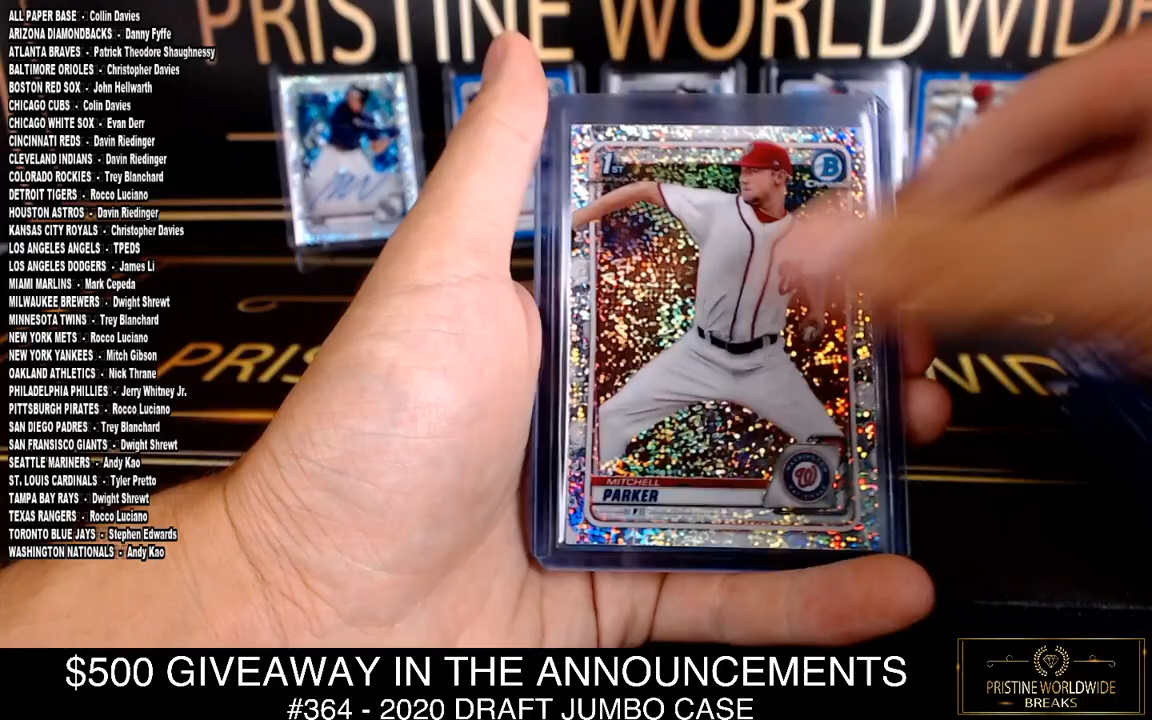 PRISTINE WORLDWIDE
ALL PAPER BASE - Collin Davies
ARIZONA DIAMONDBACKS - Danny Fyffe
ATLANTA BRAVES - Patrick Theodore Shaughnessy
BALTIMORE ORIOLES - Christopher Davies
BOSTON RED SOX - John Hellwarth
CHICAGO CUBS - Colin Davies
CHICAGO WHITE SOX - Evan Derr
CINCINNATI REDS - Davin Riedinger
CLEVELAND INDIANS - Davin Riedinger
COLORADO ROCKIES - Trey Blanchard
DETROIT TIGERS - Rocco Luciano
HOUSTON ASTROS - Davin Riedinger
KANSAS CITY ROYALS - Christopher Davies
LOS ANGELES ANGELS - TPEDS
LOS ANGELES DODGERS - James Li
MIAMI MARLINS - Mark Cepeda
MILWAUKEE BREWERS - Dwight Shrewt
MINNESOTA TWINS - Trey Blanchard
NEW YORK METS - Rocco Luciano
NEW YORK YANKEES - Mitch Gibson
OAKLAND ATHLETICS - Nick Thrane
PHILADELPHIA PHILLIES - Jerry Whitney Jr.
PITTSBURGH PIRATES - Rocco Luciano
SAN DIEGO PADRES - Trey Blanchard
SAN FRANSISCO GIANTS - Dwight Shrewt
SEATTLE MARINERS - Andy Kao
ST. LOUIS CARDINALS - Tyler Pretto
TAMPA BAY RAYS - Dwight Shrewt
TEXAS RANGERS - Rocco Luciano
TORONTO BLUE JAYS - Stephen Edwards
WASHINGTON NATIONALS - Andy Kao
1ST
B
MITCHELL
PARKER
W
$500 GIVEAWAY IN THE ANNOUNCEMENTS
#364 - 2020 DRAFT JUMBO CASE
PRISTINE WORLDWIDE
BREAKS